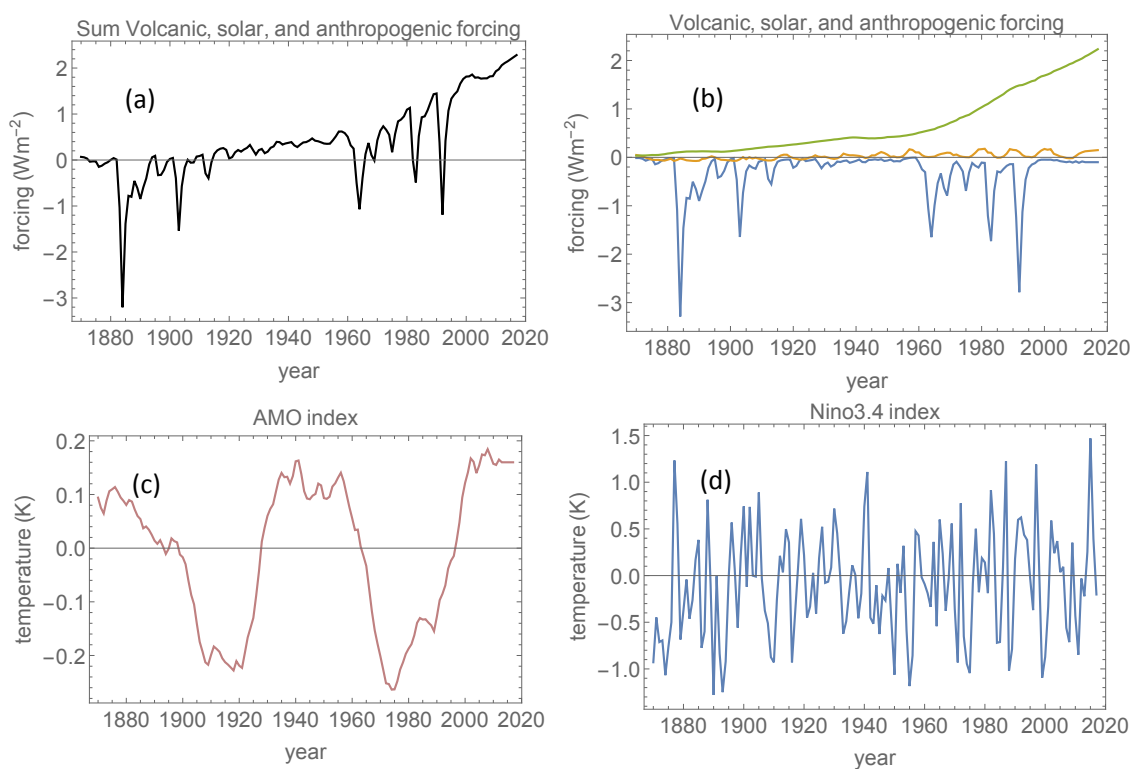 Sum Volcanic, solar, and anthropogenic forcing
(a)
forcing (Wm−2)
2
1
0
−1
−2
−3
1880 1900 1920 1940 1960 1980 2000 2020
year
Volcanic, solar, and anthropogenic forcing
(b)
forcing (Wm−2)
2
1
0
−1
−2
−3
1880 1900 1920 1940 1960 1980 2000 2020
year
AMO index
(c)
temperature (K)
0.2
0.1
0.0
−0.1
−0.2
1880 1900 1920 1940 1960 1980 2000 2020
year
Nino3.4 index
(d)
temperature (K)
1.5
1.0
0.5
0.0
−0.5
−1.0
1880 1900 1920 1940 1960 1980 2000 2020
year